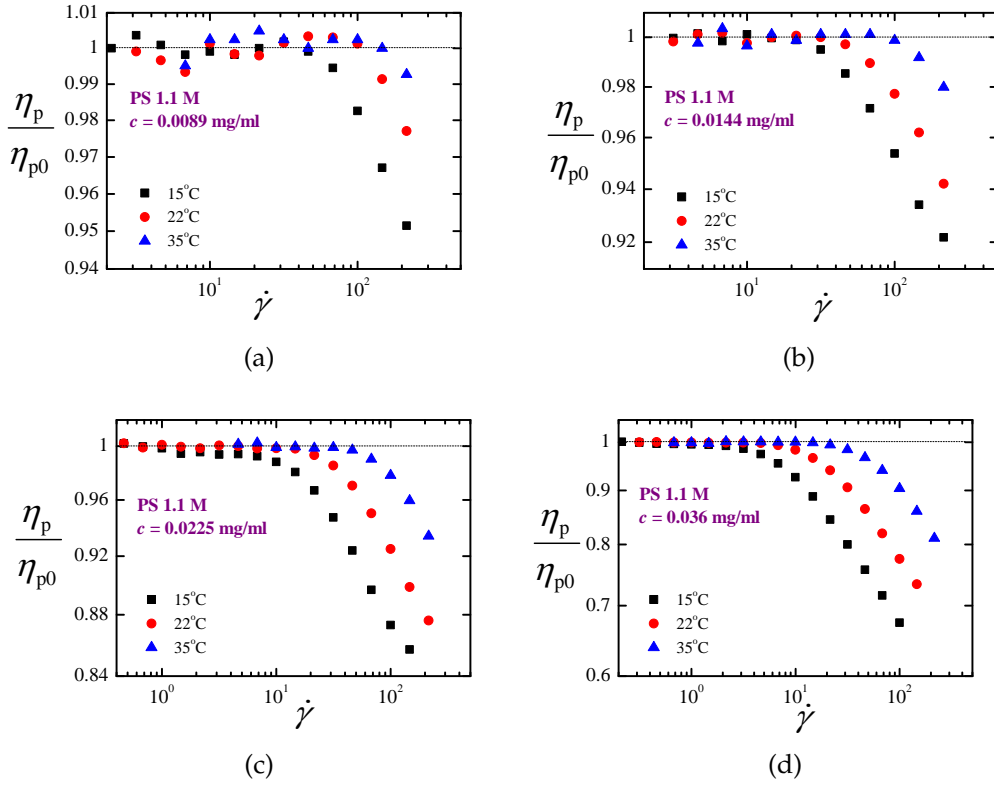 1.01
1
0.99
0.98
0.97
0.96
0.95
0.94
ηp
ηp0
PS 1.1 M
c = 0.0089 mg/ml
15°C
22°C
35°C
10¹ 10²
γ̇
(a)
1
0.98
0.96
0.94
0.92
ηp
ηp0
PS 1.1 M
c = 0.0144 mg/ml
15°C
22°C
35°C
10¹ 10²
γ̇
(b)
1
0.96
0.92
0.88
0.84
ηp
ηp0
PS 1.1 M
c = 0.0225 mg/ml
15°C
22°C
35°C
10⁰ 10¹ 10²
γ̇
(c)
1
0.9
0.8
0.7
0.6
ηp
ηp0
PS 1.1 M
c = 0.036 mg/ml
15°C
22°C
35°C
10⁰ 10¹ 10²
γ̇
(d)